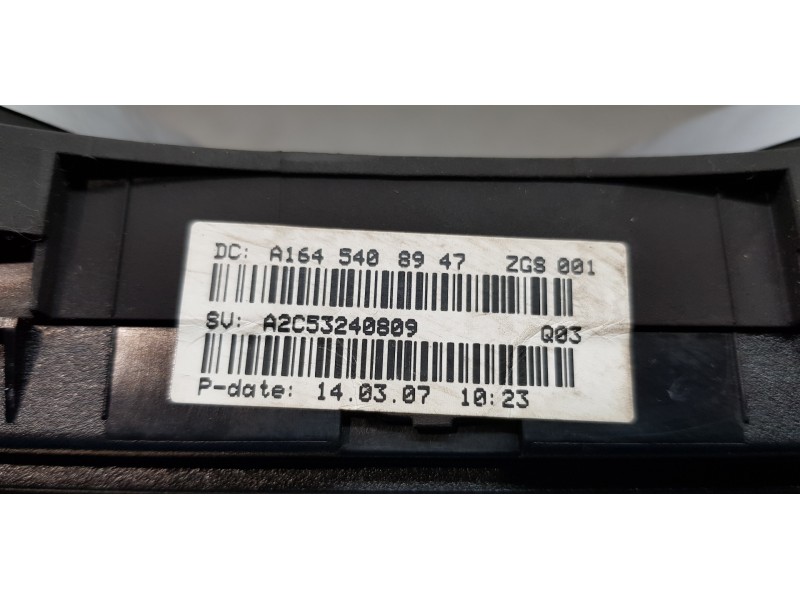 DC: A164 540 89 47 ZGS 001
SV: A2C53240809 Q03
P-date: 14.03.07 10:23